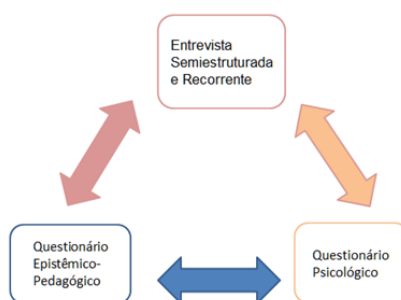 Entrevista
Semiestruturada
e Recorrente
Questionário
Epistêmico-
Pedagógico
Questionário
Psicológico